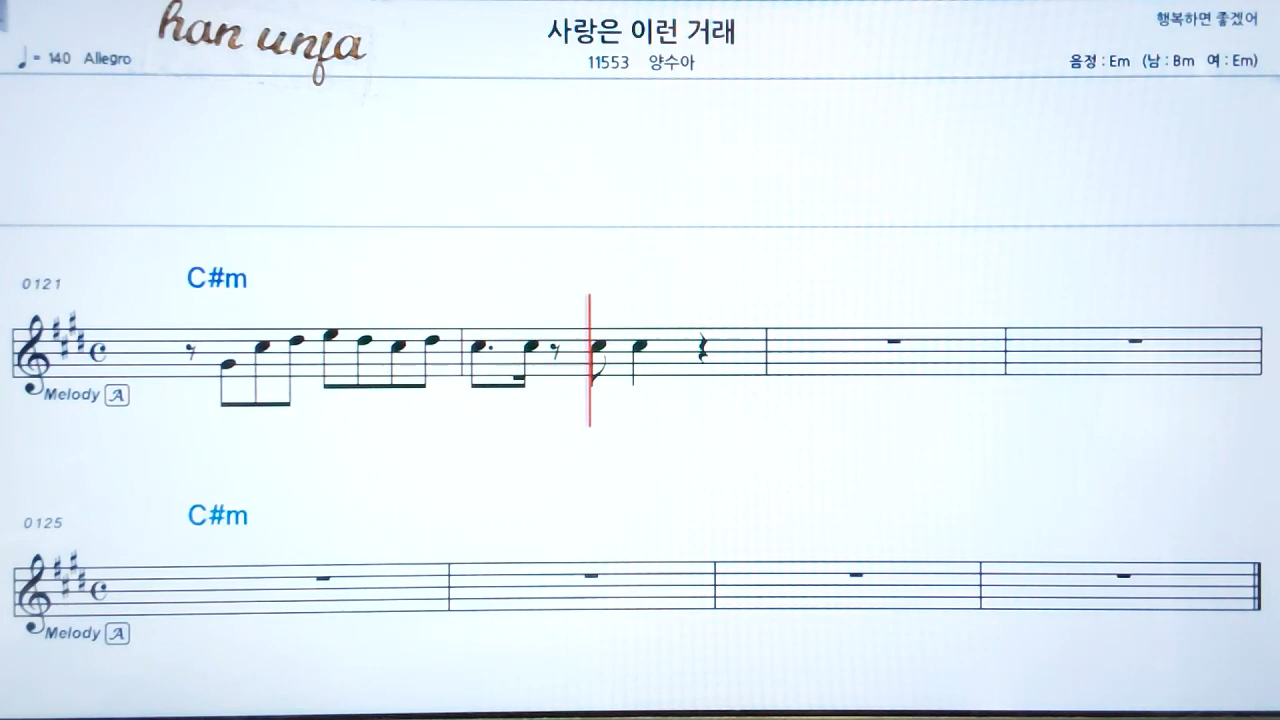 han unfa
사랑은 이런 거래
행복하면 좋겠어
♩ = 140 Allegro
11553 양수아
음정 : Em (남 : Bm 여 : Em)
0121
C#m
Melody A
0125
C#m
Melody A